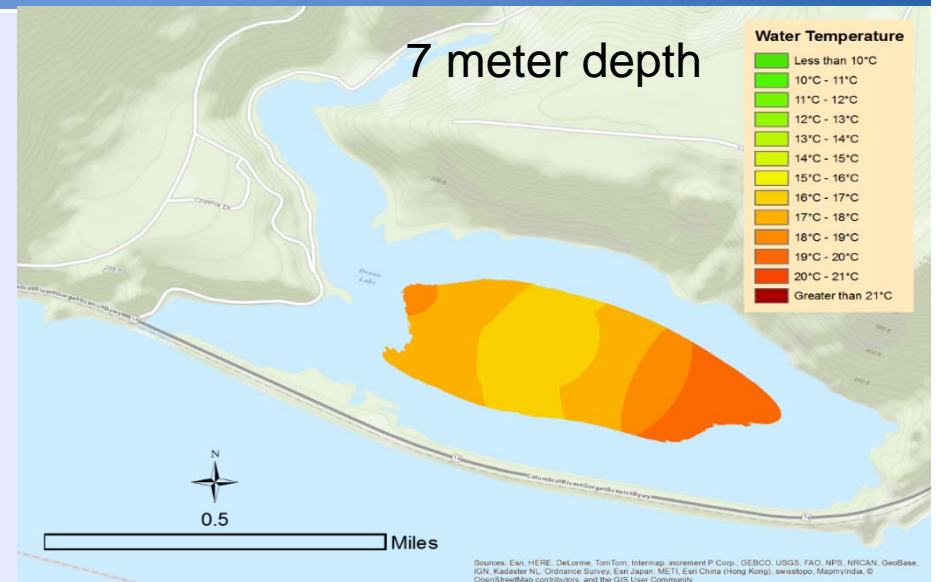 7 meter depth
Water Temperature
Less than 10°C
10°C - 11°C
11°C - 12°C
12°C - 13°C
13°C - 14°C
14°C - 15°C
15°C - 16°C
16°C - 17°C
17°C - 18°C
18°C - 19°C
19°C - 20°C
20°C - 21°C
Greater than 21°C
Drano
Lake
14
14
14
N
0.5
Miles
Sources: Esri, HERE, DeLorme, TomTom, Intermap, increment P Corp., GEBCO, USGS, FAO, NPS, NRCAN, GeoBase,
IGN, Kadaster NL, Ordnance Survey, Esri Japan, METI, Esri China (Hong Kong), swisstopo, MapmyIndia, ©
OpenStreetMap contributors, and the GIS User Community